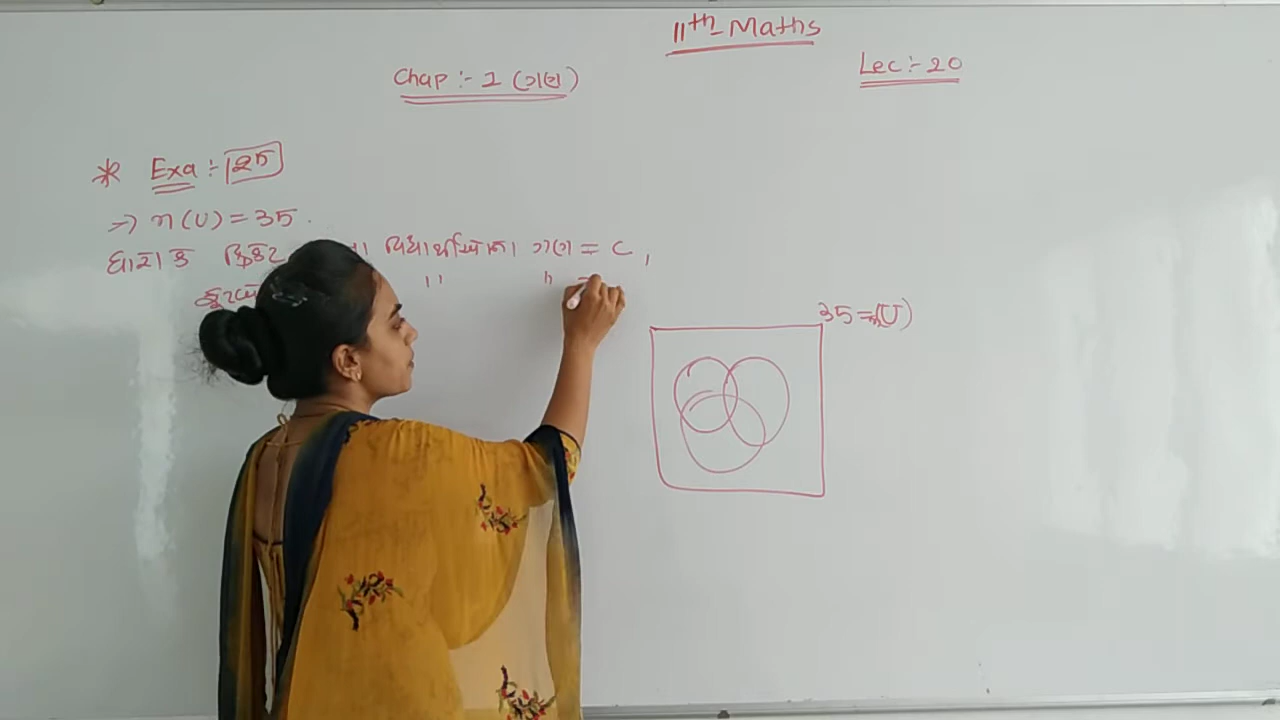 11th - Maths
Lec :- 20
Chap :- 1 (ગણ)
* Exa :- 25
→ n(U) = 35.
ધારો કે ક્રિકેટ વિદ્યાર્થીઓના ગણ = C,
" " =
35 = n(U)